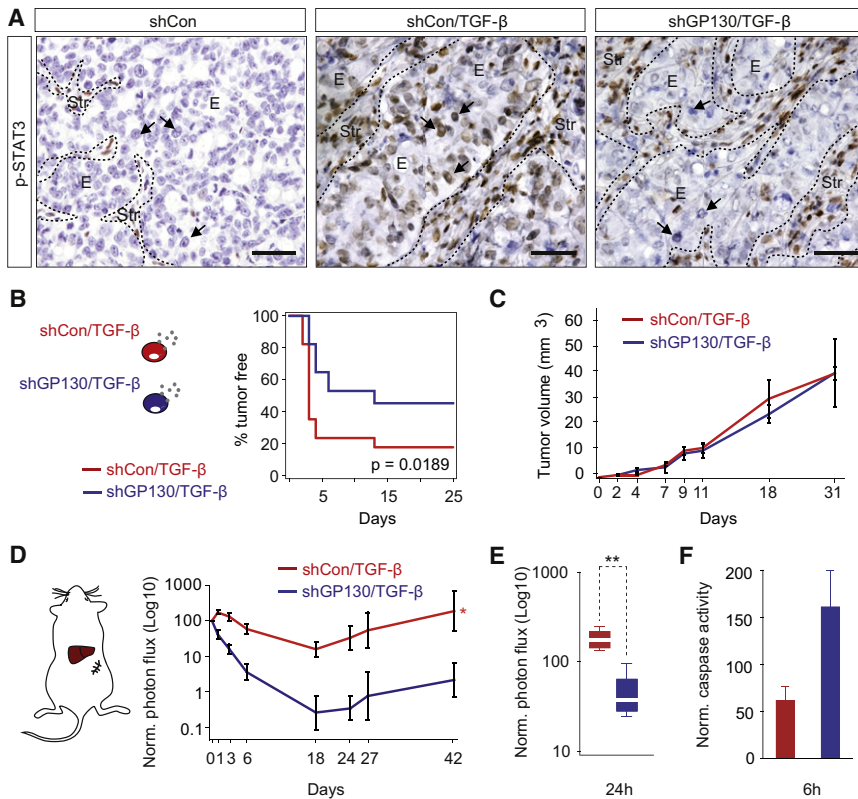 A
shCon
shCon/TGF-β
shGP130/TGF-β
p-STAT3
Str
E
E
Str
E
E
Str
E
E
Str
E
Str
E
Str
B
shCon/TGF-β
shGP130/TGF-β
shCon/TGF-β
shGP130/TGF-β
% tumor free
100
80
60
40
20
0
p = 0.0189
5
15
25
Days
C
Tumor volume (mm 3)
60
50
40
30
20
10
0
shCon/TGF-β
shGP130/TGF-β
0 2 4 7 9 11 18 31
Days
D
shCon/TGF-β
shGP130/TGF-β
Norm. photon flux (Log10)
1000
100
10
1
0.1
*
0 1 3 6 18 24 27 42
Days
E
Norm. photon flux (Log10)
1000
100
10
**
24h
F
Norm. caspase activity
200
150
100
50
0
6h